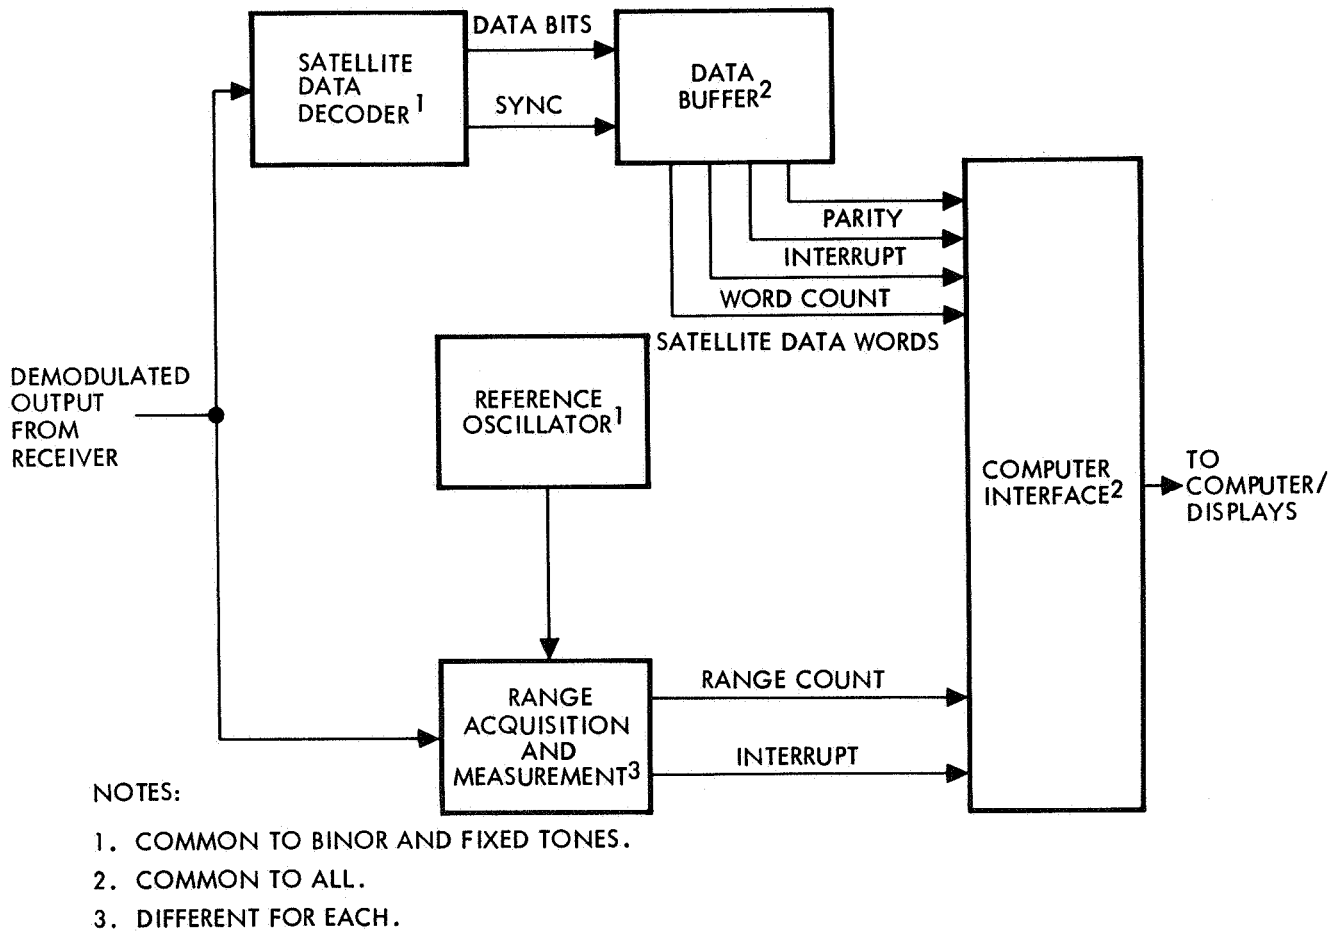 SATELLITE
DATA
DECODER1
DATA BITS
SYNC
DATA
BUFFER2
PARITY
INTERRUPT
WORD COUNT
SATELLITE DATA WORDS
DEMODULATED
OUTPUT
FROM
RECEIVER
REFERENCE
OSCILLATOR1
COMPUTER
INTERFACE2
TO
COMPUTER/
DISPLAYS
RANGE
ACQUISITION
AND
MEASUREMENT3
RANGE COUNT
INTERRUPT
NOTES:
1. COMMON TO BINOR AND FIXED TONES.
2. COMMON TO ALL.
3. DIFFERENT FOR EACH.